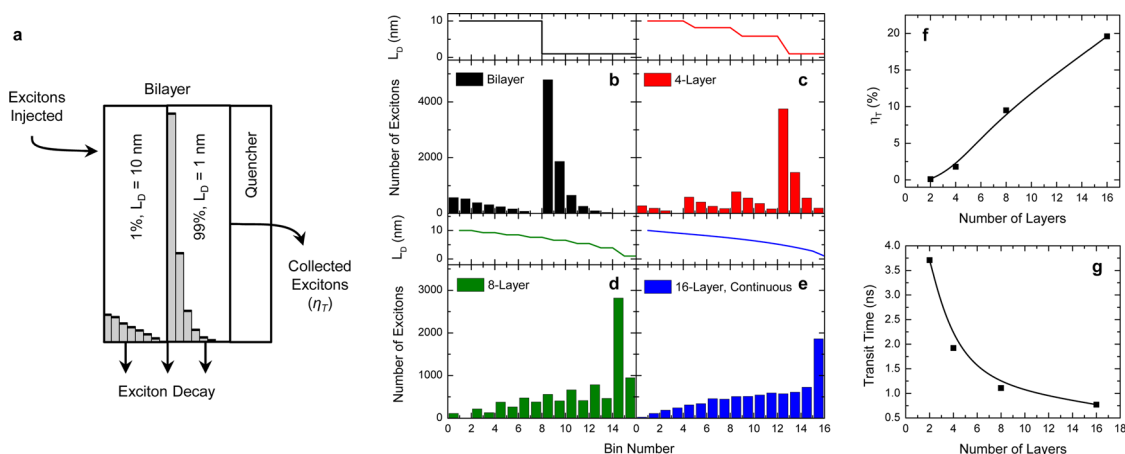 a
Bilayer
Excitons
Injected
1%, L_D = 10 nm
99%, L_D = 1 nm
Quencher
Collected
Excitons
(η_T)
Exciton Decay
L_D (nm)
10
0
Bilayer
b
4-Layer
c
Number of Excitons
4000
2000
0
L_D (nm)
10
0
8-Layer
d
16-Layer, Continuous
e
Number of Excitons
3000
2000
1000
0
0 2 4 6 8 10 12 14 16
2 4 6 8 10 12 14 16
Bin Number
f
η_T (%)
20
15
10
5
0
0 2 4 6 8 10 12 14 16 18
Number of Layers
g
Transit Time (ns)
4.0
3.5
3.0
2.5
2.0
1.5
1.0
0.5
0 2 4 6 8 10 12 14 16 18
Number of Layers